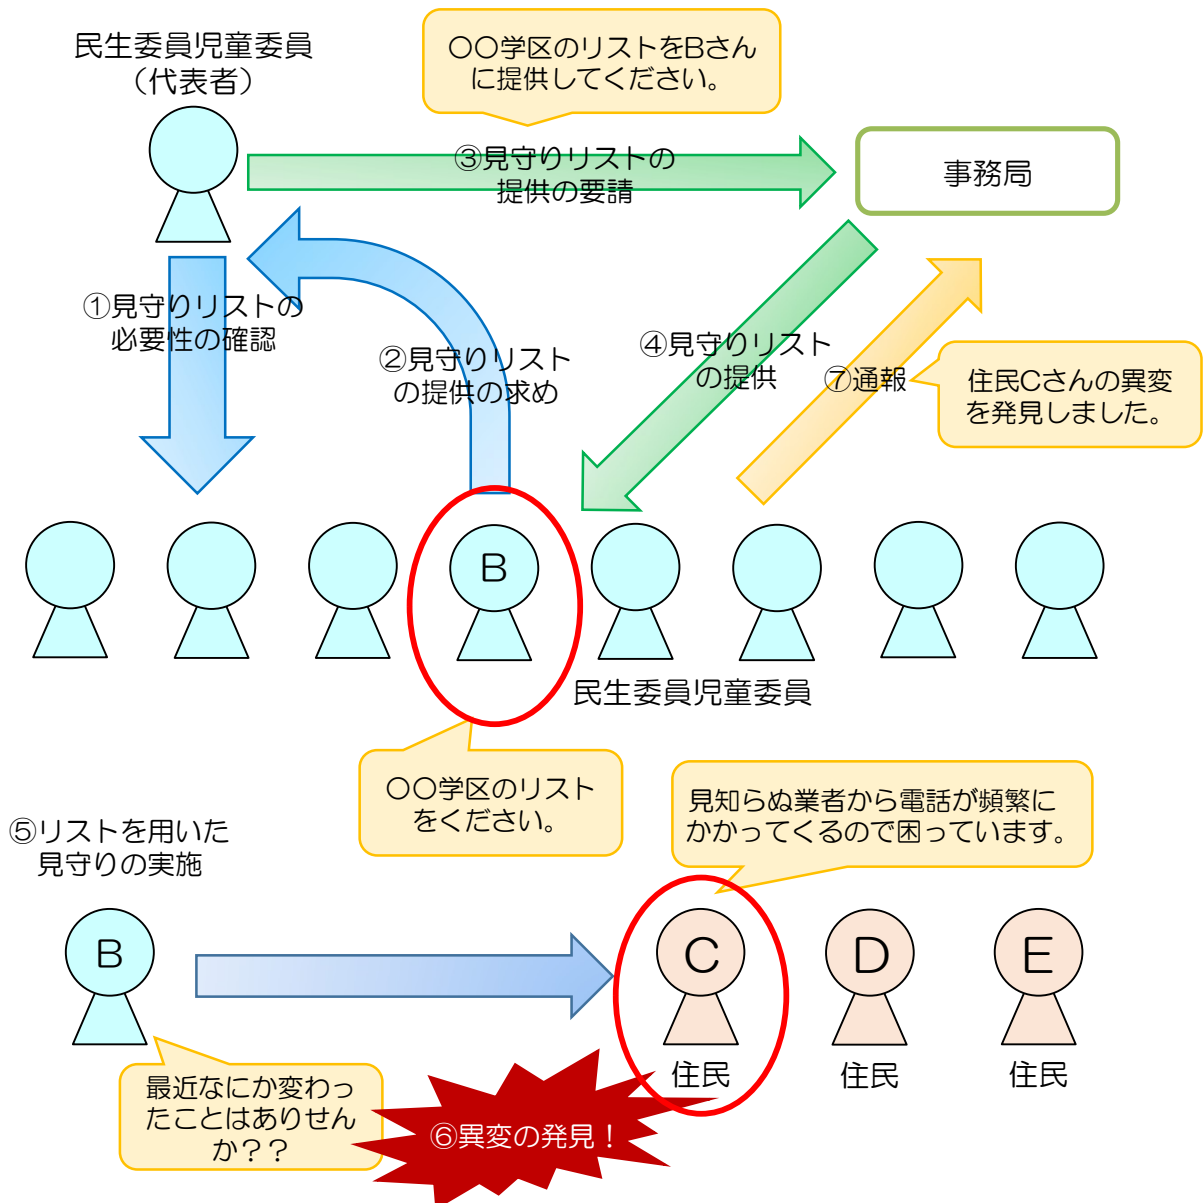 民生委員児童委員
（代表者）
〇〇学区のリストをBさん
に提供してください。
③見守りリストの
提供の要請
事務局
①見守りリストの
必要性の確認
②見守りリスト
の提供の求め
④見守りリスト
の提供
⑦通報
住民Cさんの異変
を発見しました。
B
民生委員児童委員
〇〇学区のリスト
をください。
見知らぬ業者から電話が頻繁に
かかってくるので困っています。
⑤リストを用いた
見守りの実施
B
C
D
E
住民
住民
住民
最近なにか変わっ
たことはありせん
か？？
⑥異変の発見！